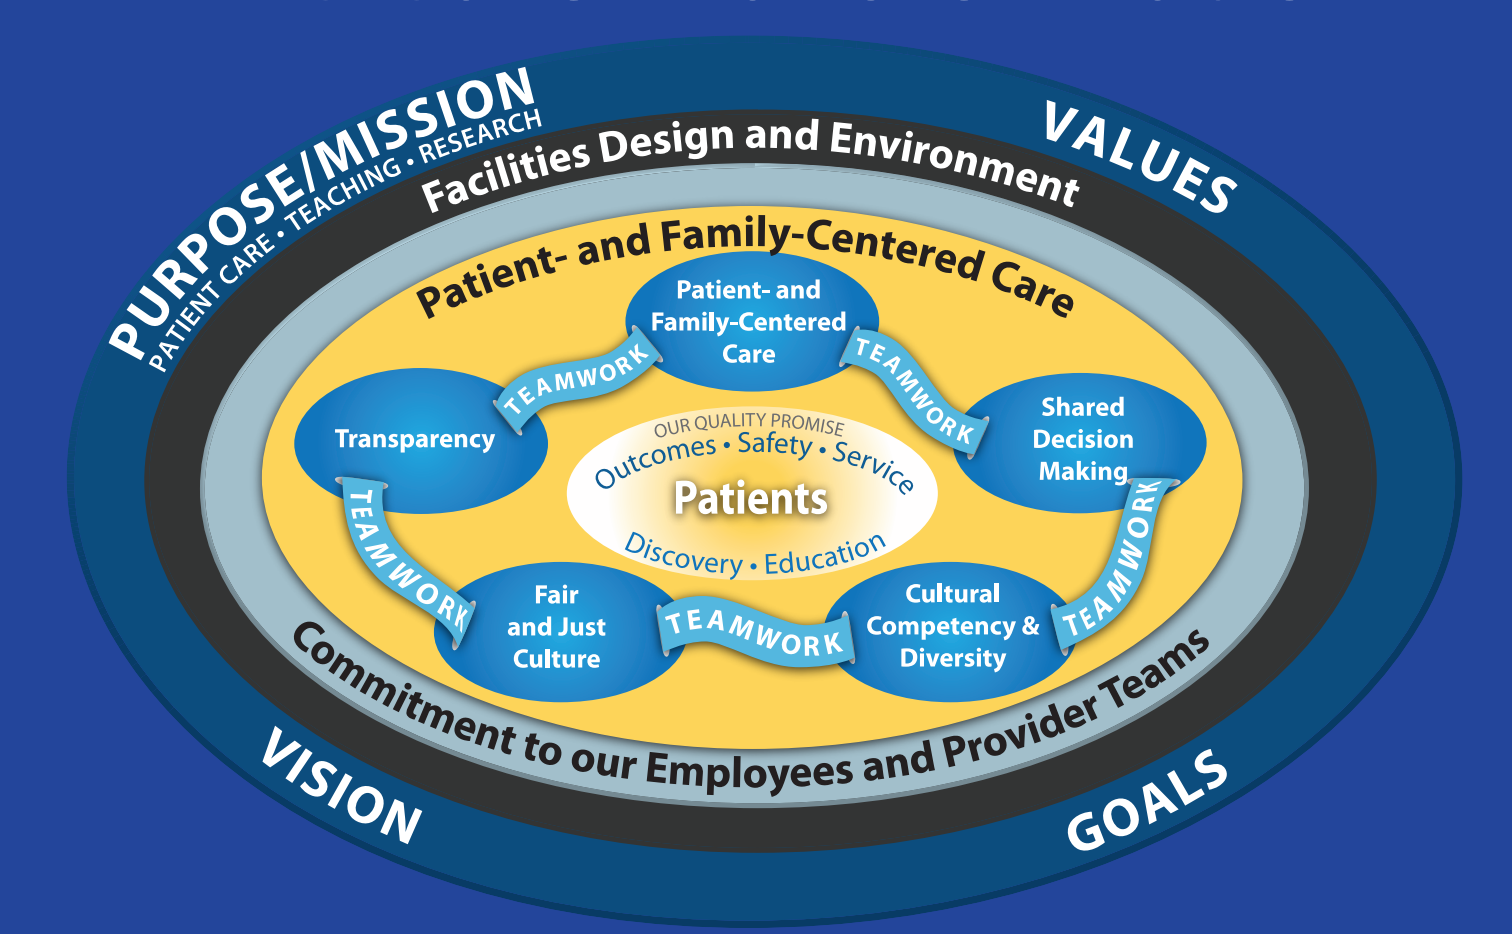 PURPOSE/MISSION
PATIENT CARE • TEACHING • RESEARCH
VALUES
Facilities Design and Environment
Patient- and Family-Centered Care
Patient- and
Family-Centered
Care
TEAMWORK
TEAMWORK
Transparency
Shared
Decision
Making
OUR QUALITY PROMISE
Outcomes • Safety • Service
Patients
Discovery • Education
TEAMWORK
TEAMWORK
Fair
and Just
Culture
TEAMWORK
Cultural
Competency &
Diversity
Commitment to our Employees and Provider Teams
VISION
GOALS